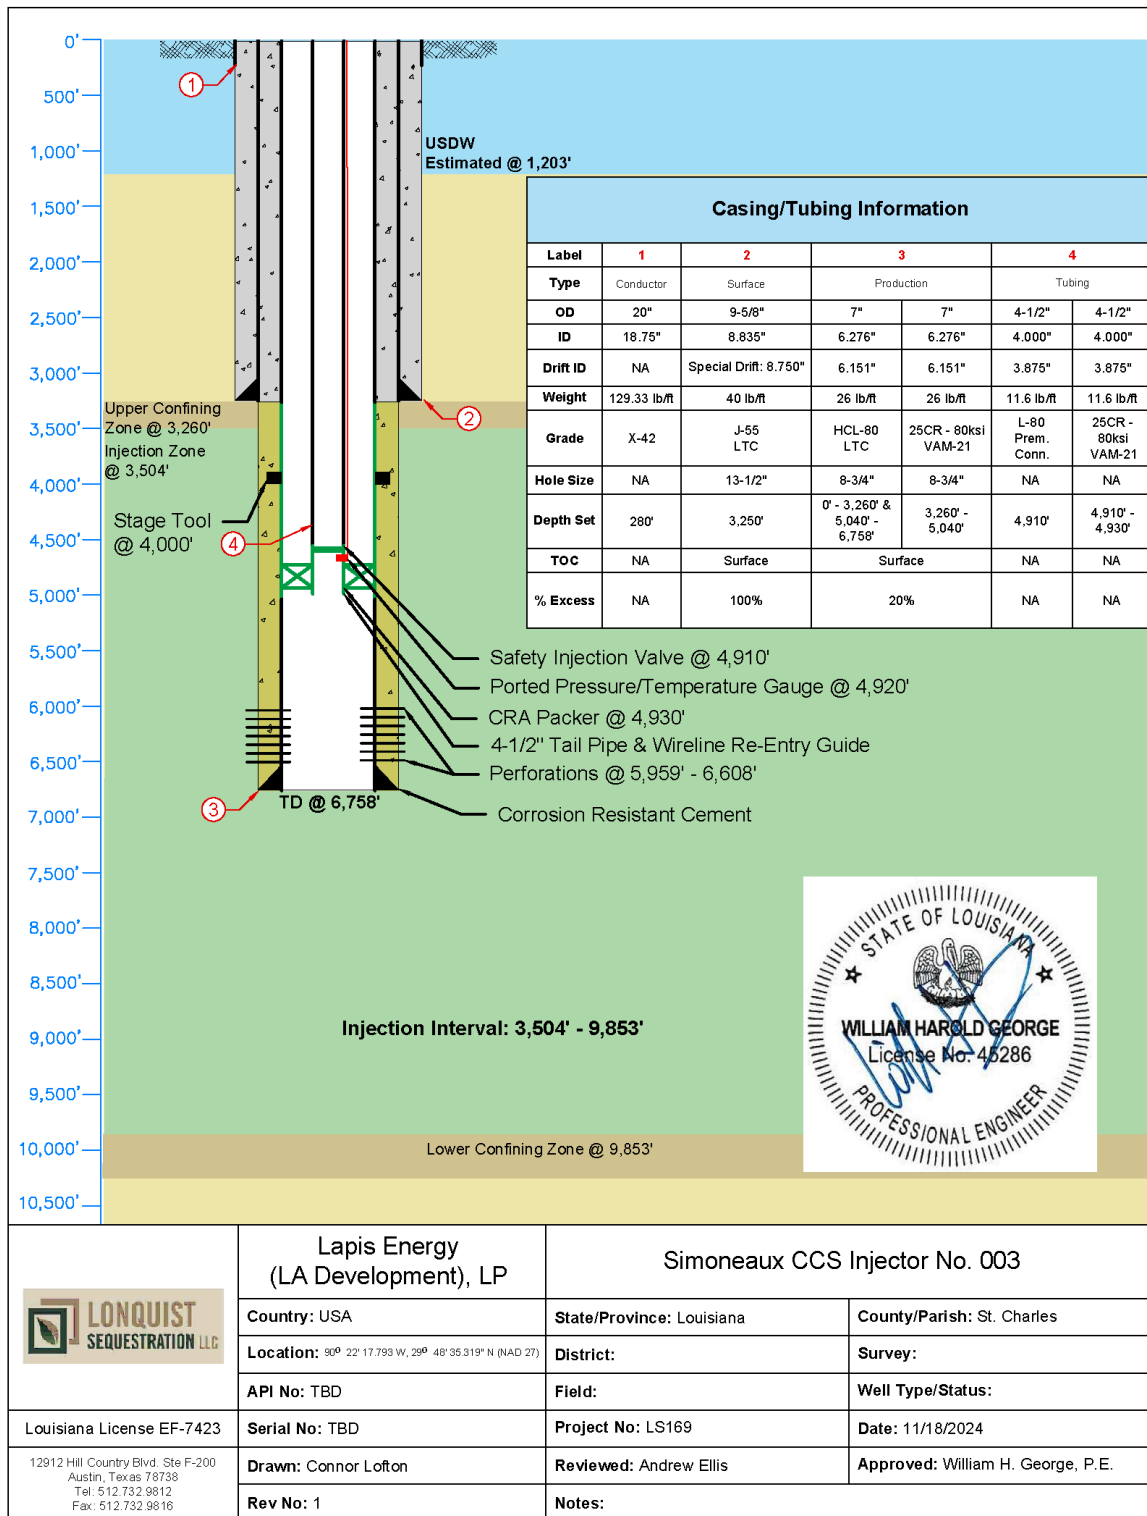 0'
500'
1,000'
1,500'
2,000'
2,500'
3,000'
3,500'
4,000'
4,500'
5,000'
5,500'
6,000'
6,500'
7,000'
7,500'
8,000'
8,500'
9,000'
9,500'
10,000'
10,500'
1
USDW
Estimated @ 1,203'
2
Upper Confining
Zone @ 3,260'
Injection Zone
@ 3,504'
Stage Tool
@ 4,000'
4
3
TD @ 6,758'
Casing/Tubing Information
Label 1 2 3 4
Type Conductor Surface Production Tubing
OD 20" 9-5/8" 7" 7" 4-1/2" 4-1/2"
ID 18.75" 8.835" 6.276" 6.276" 4.000" 4.000"
Drift ID NA Special Drift: 8.750" 6.151" 6.151" 3.875" 3.875"
Weight 129.33 lb/ft 40 lb/ft 26 lb/ft 26 lb/ft 11.6 lb/ft 11.6 lb/ft
Grade X-42 J-55 LTC HCL-80 LTC 25CR - 80ksi VAM-21 L-80 Prem. Conn. 25CR - 80ksi VAM-21
Hole Size NA 13-1/2" 8-3/4" 8-3/4" NA NA
Depth Set 280' 3,250' 0' - 3,260' & 5,040' - 6,758' 3,260' - 5,040' 4,910' 4,910' - 4,930'
TOC NA Surface Surface NA NA
% Excess NA 100% 20% NA NA
Safety Injection Valve @ 4,910'
Ported Pressure/Temperature Gauge @ 4,920'
CRA Packer @ 4,930'
4-1/2" Tail Pipe & Wireline Re-Entry Guide
Perforations @ 5,959' - 6,608'
Corrosion Resistant Cement
Injection Interval: 3,504' - 9,853'
Lower Confining Zone @ 9,853'
STATE OF LOUISIANA
WILLIAM HAROLD GEORGE
License No. 45286
PROFESSIONAL ENGINEER
LONQUIST
SEQUESTRATION LLC
Louisiana License EF-7423
12912 Hill Country Blvd. Ste F-200
Austin, Texas 78738
Tel: 512.732.9812
Fax: 512.732.9816
Lapis Energy
(LA Development), LP
Simoneaux CCS Injector No. 003
Country: USA
State/Province: Louisiana
County/Parish: St. Charles
Location: 90⁰ 22' 17.793 W, 29⁰ 48' 35.319" N (NAD 27)
District:
Survey:
API No: TBD
Field:
Well Type/Status:
Serial No: TBD
Project No: LS169
Date: 11/18/2024
Drawn: Connor Lofton
Reviewed: Andrew Ellis
Approved: William H. George, P.E.
Rev No: 1
Notes: